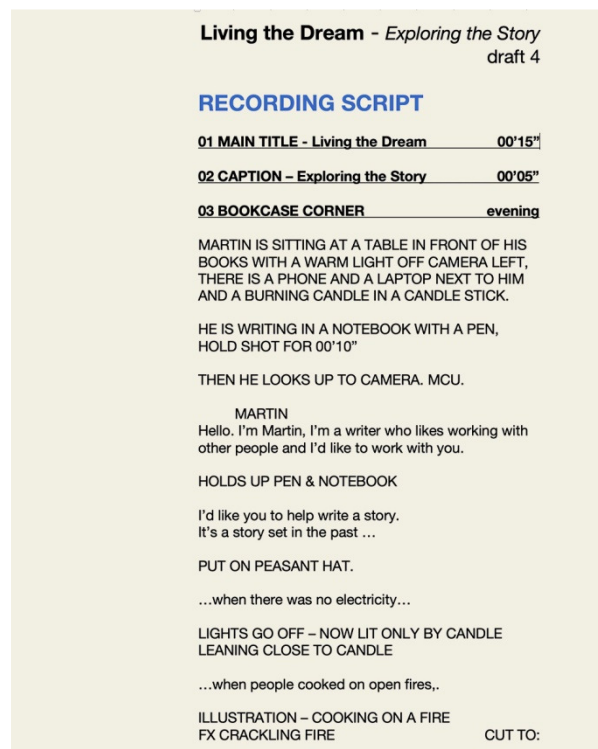 Living the Dream - Exploring the Story
draft 4
RECORDING SCRIPT
01 MAIN TITLE - Living the Dream 00’15”
02 CAPTION – Exploring the Story 00’05”
03 BOOKCASE CORNER evening
MARTIN IS SITTING AT A TABLE IN FRONT OF HIS
BOOKS WITH A WARM LIGHT OFF CAMERA LEFT,
THERE IS A PHONE AND A LAPTOP NEXT TO HIM
AND A BURNING CANDLE IN A CANDLE STICK.
HE IS WRITING IN A NOTEBOOK WITH A PEN,
HOLD SHOT FOR 00’10”
THEN HE LOOKS UP TO CAMERA. MCU.
MARTIN
Hello. I’m Martin, I’m a writer who likes working with
other people and I’d like to work with you.
HOLDS UP PEN & NOTEBOOK
I’d like you to help write a story.
It’s a story set in the past …
PUT ON PEASANT HAT.
…when there was no electricity…
LIGHTS GO OFF – NOW LIT ONLY BY CANDLE
LEANING CLOSE TO CANDLE
…when people cooked on open fires,.
ILLUSTRATION – COOKING ON A FIRE
FX CRACKLING FIRE CUT TO: